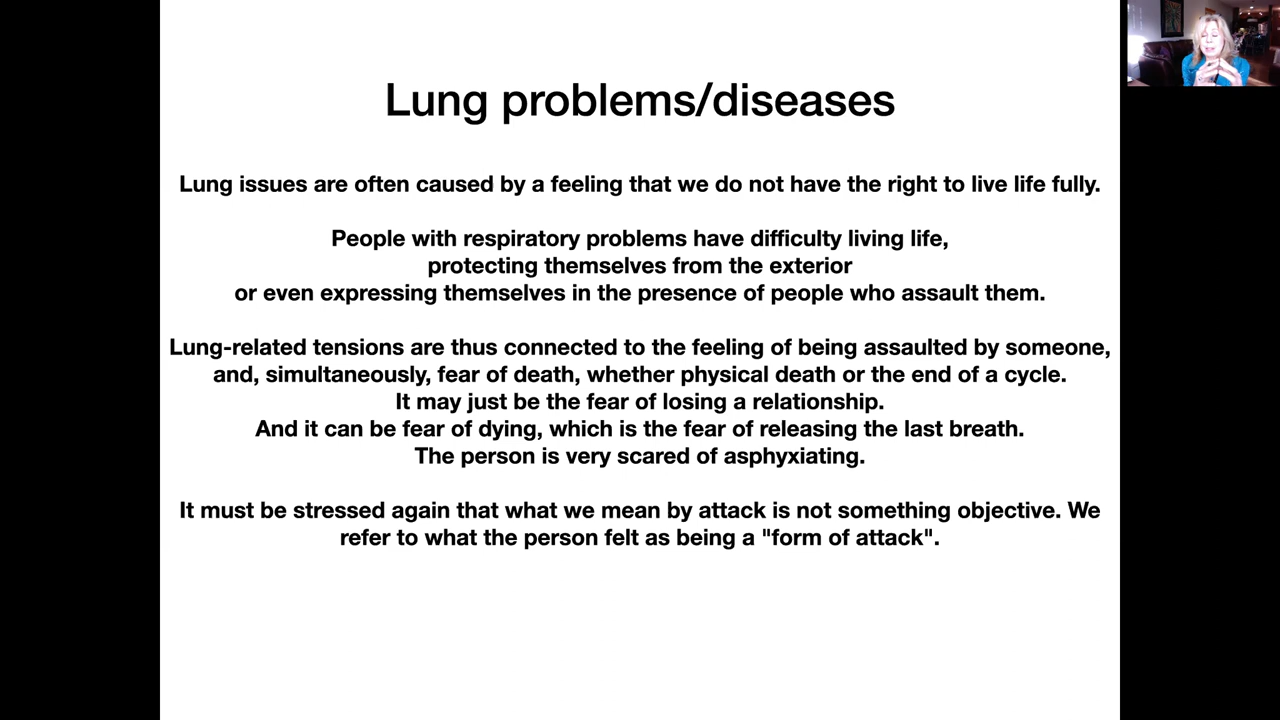 Lung problems/diseases
Lung issues are often caused by a feeling that we do not have the right to live life fully.
People with respiratory problems have difficulty living life,
protecting themselves from the exterior
or even expressing themselves in the presence of people who assault them.
Lung-related tensions are thus connected to the feeling of being assaulted by someone,
and, simultaneously, fear of death, whether physical death or the end of a cycle.
It may just be the fear of losing a relationship.
And it can be fear of dying, which is the fear of releasing the last breath.
The person is very scared of asphyxiating.
It must be stressed again that what we mean by attack is not something objective. We
refer to what the person felt as being a "form of attack".